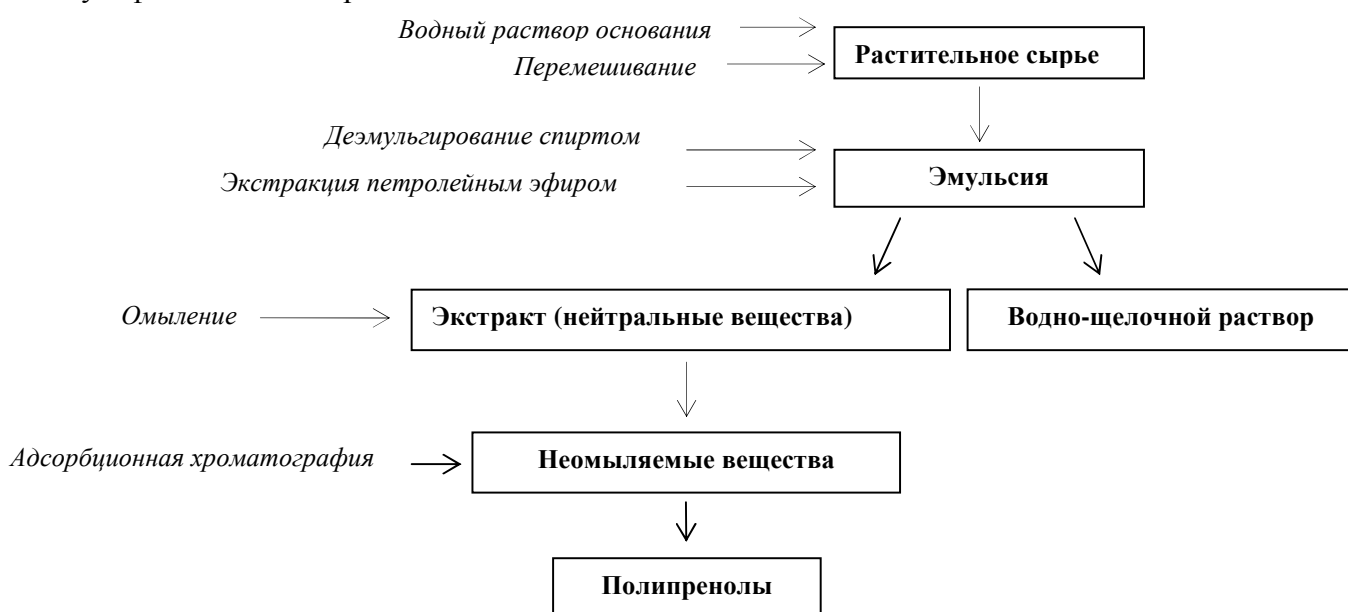 Водный раствор основания
Растительное сырье
Перемешивание
Деэмульгирование спиртом
Экстракция петролейным эфиром
Эмульсия
Омыление
Экстракт (нейтральные вещества)
Водно-щелочной раствор
Адсорбционная хроматография
Неомыляемые вещества
Полипренолы